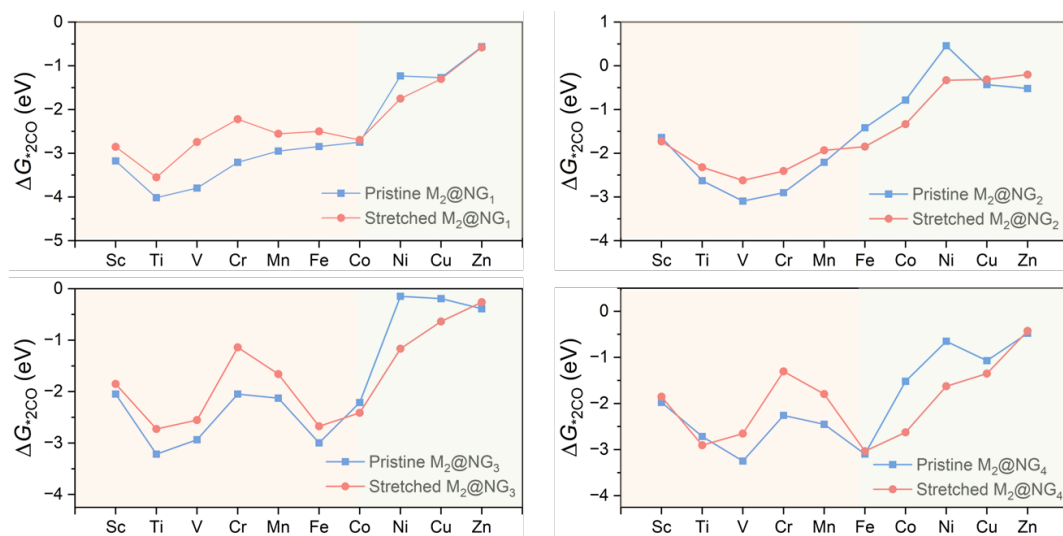 0
−1
−2
−3
−4
−5
ΔG*2CO (eV)
Pristine M₂@NG₁
Stretched M₂@NG₁
Sc Ti V Cr Mn Fe Co Ni Cu Zn
1
0
−1
−2
−3
−4
ΔG*2CO (eV)
Pristine M₂@NG₂
Stretched M₂@NG₂
Sc Ti V Cr Mn Fe Co Ni Cu Zn
0
−1
−2
−3
−4
ΔG*2CO (eV)
Pristine M₂@NG₃
Stretched M₂@NG₃
Sc Ti V Cr Mn Fe Co Ni Cu Zn
0
−1
−2
−3
−4
ΔG*2CO (eV)
Pristine M₂@NG₄
Stretched M₂@NG₄
Sc Ti V Cr Mn Fe Co Ni Cu Zn